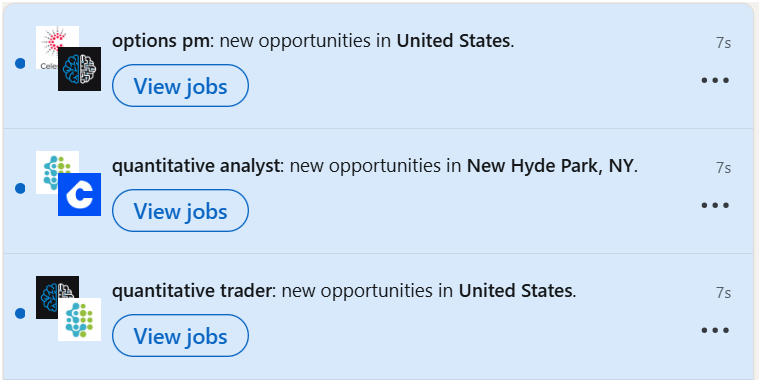 options pm: new opportunities in United States.
7s
View jobs
quantitative analyst: new opportunities in New Hyde Park, NY.
7s
View jobs
quantitative trader: new opportunities in United States.
7s
View jobs